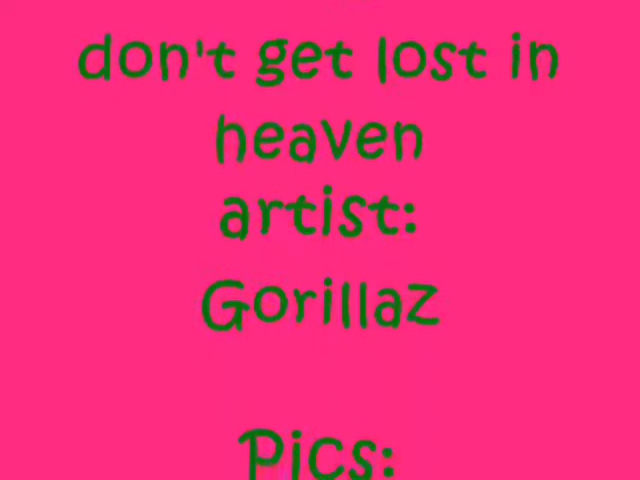 don't get lost in
heaven
artist:
Gorillaz
Pics: